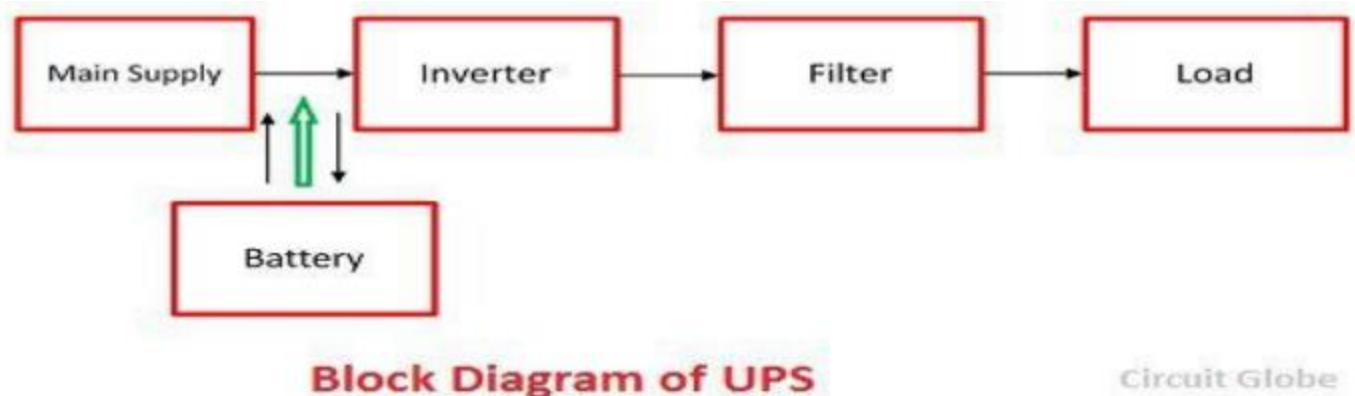 Main Supply
Inverter
Filter
Load
Battery
Block Diagram of UPS
Circuit Globe